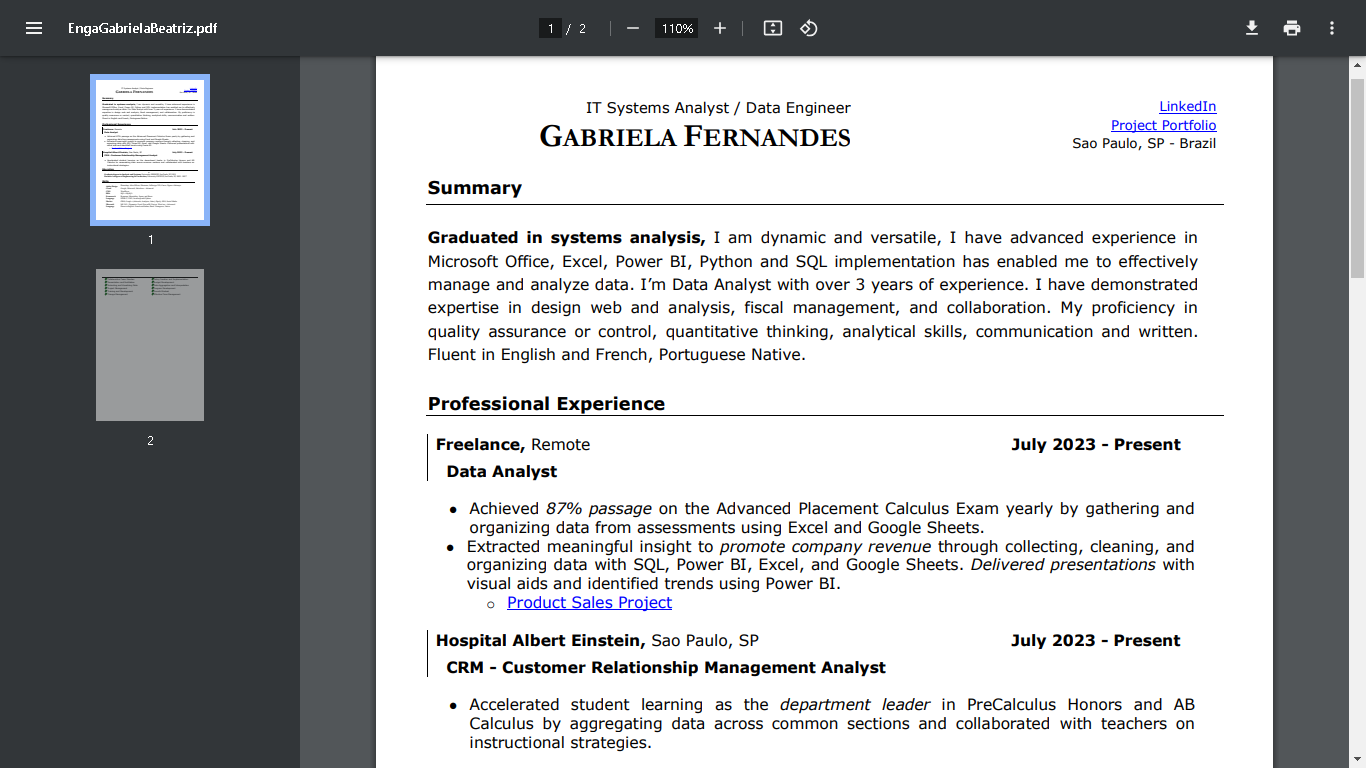 EngaGabrielaBeatriz.pdf
1 / 2
110%
1
2
IT Systems Analyst / Data Engineer
GABRIELA FERNANDES
LinkedIn
Project Portfolio
Sao Paulo, SP - Brazil
Summary
Graduated in systems analysis, I am dynamic and versatile, I have advanced experience in
Microsoft Office, Excel, Power BI, Python and SQL implementation has enabled me to effectively
manage and analyze data. I’m Data Analyst with over 3 years of experience. I have demonstrated
expertise in design web and analysis, fiscal management, and collaboration. My proficiency in
quality assurance or control, quantitative thinking, analytical skills, communication and written.
Fluent in English and French, Portuguese Native.
Professional Experience
Freelance, Remote July 2023 - Present
Data Analyst
● Achieved 87% passage on the Advanced Placement Calculus Exam yearly by gathering and
organizing data from assessments using Excel and Google Sheets.
● Extracted meaningful insight to promote company revenue through collecting, cleaning, and
organizing data with SQL, Power BI, Excel, and Google Sheets. Delivered presentations with
visual aids and identified trends using Power BI.
○ Product Sales Project
Hospital Albert Einstein, Sao Paulo, SP July 2023 - Present
CRM - Customer Relationship Management Analyst
● Accelerated student learning as the department leader in PreCalculus Honors and AB
Calculus by aggregating data across common sections and collaborated with teachers on
instructional strategies.